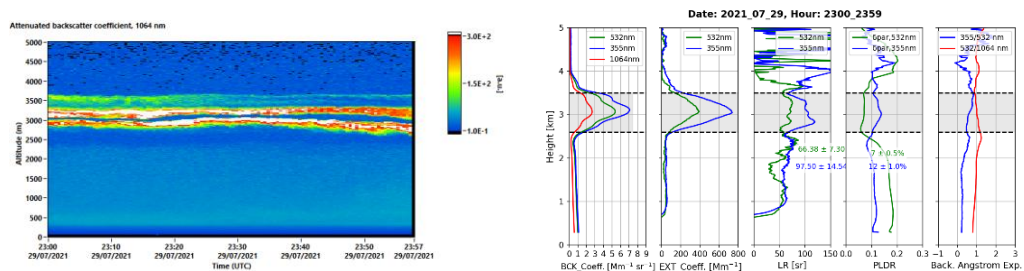 Attenuated backscatter coefficient, 1064 nm
5000
4500
4000
3500
3000
2500
2000
1500
1000
500
0
Altitude (m)
23:00 23:10 23:20 23:30 23:40 23:50 23:57
29/07/2021 29/07/2021 29/07/2021 29/07/2021 29/07/2021 29/07/2021 29/07/2021
Time (UTC)
3.0E+2
1.5E+2
1.0E-1
[a.u.]
Date: 2021_07_29, Hour: 2300_2359
Height [km]
5
4
3
2
1
0
532nm
355nm
1064nm
0 1 2 3 4 5 6 7 8 9
BCK_Coeff. [Mm⁻¹ sr⁻¹]
532nm
355nm
0 200 400 600 800
EXT_Coeff. [Mm⁻¹]
532nm
355nm
66.38 ± 7.30
97.50 ± 14.54
0 50 100 150
LR [sr]
δpar,532nm
δpar,355nm
7 ± 0.5%
12 ± 1.0%
0.0 0.1 0.2 0.3
PLDR
355/532 nm
532/1064 nm
−1 0 1 2 3
Back. Angstrom Exp.